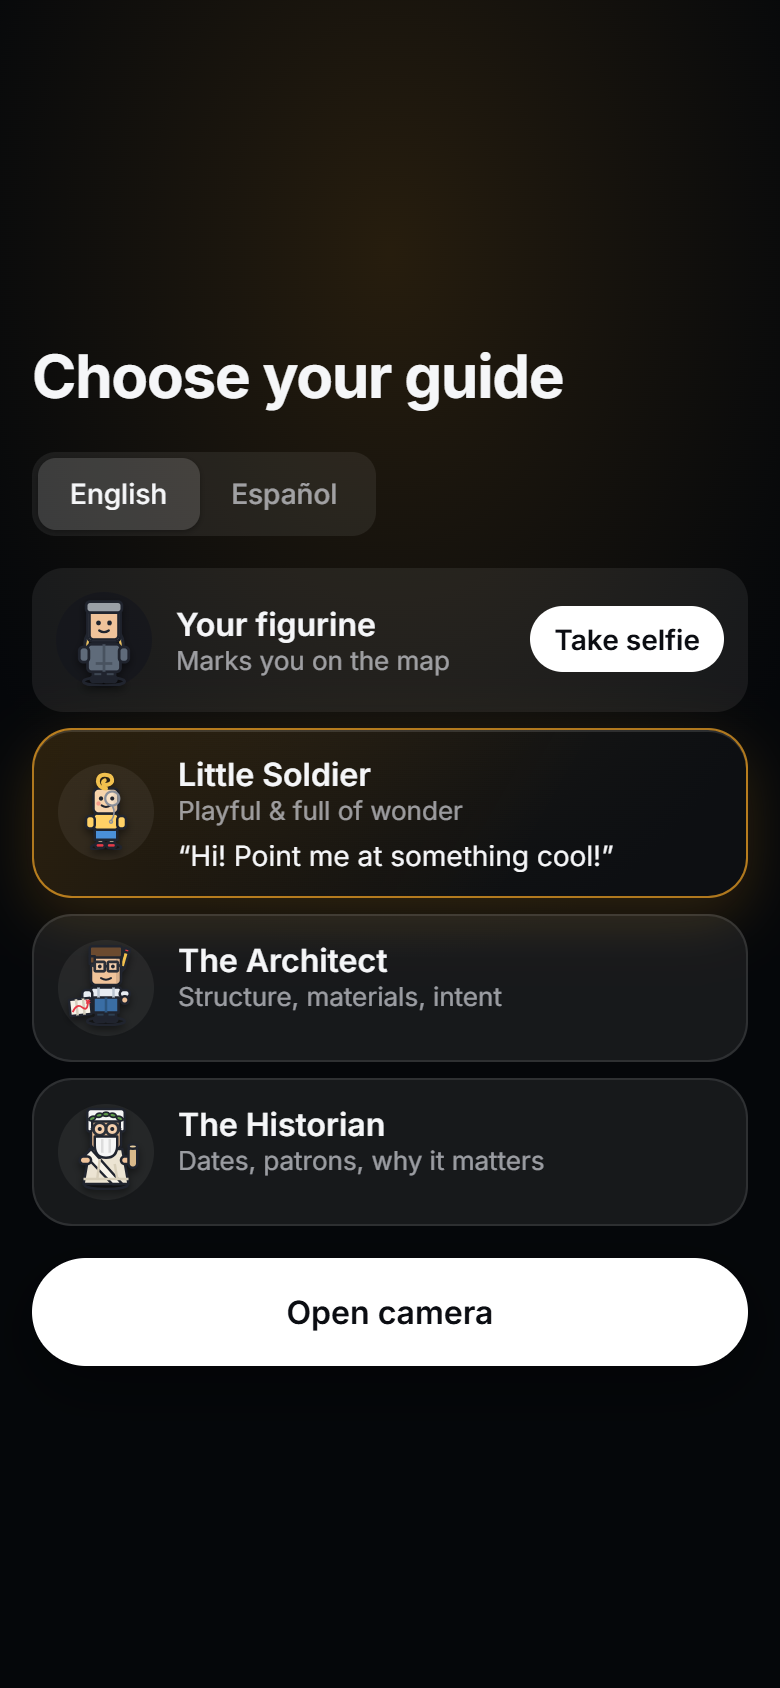 Choose your guide
English
Español
Your figurine
Marks you on the map
Take selfie
Little Soldier
Playful & full of wonder
“Hi! Point me at something cool!”
The Architect
Structure, materials, intent
The Historian
Dates, patrons, why it matters
Open camera